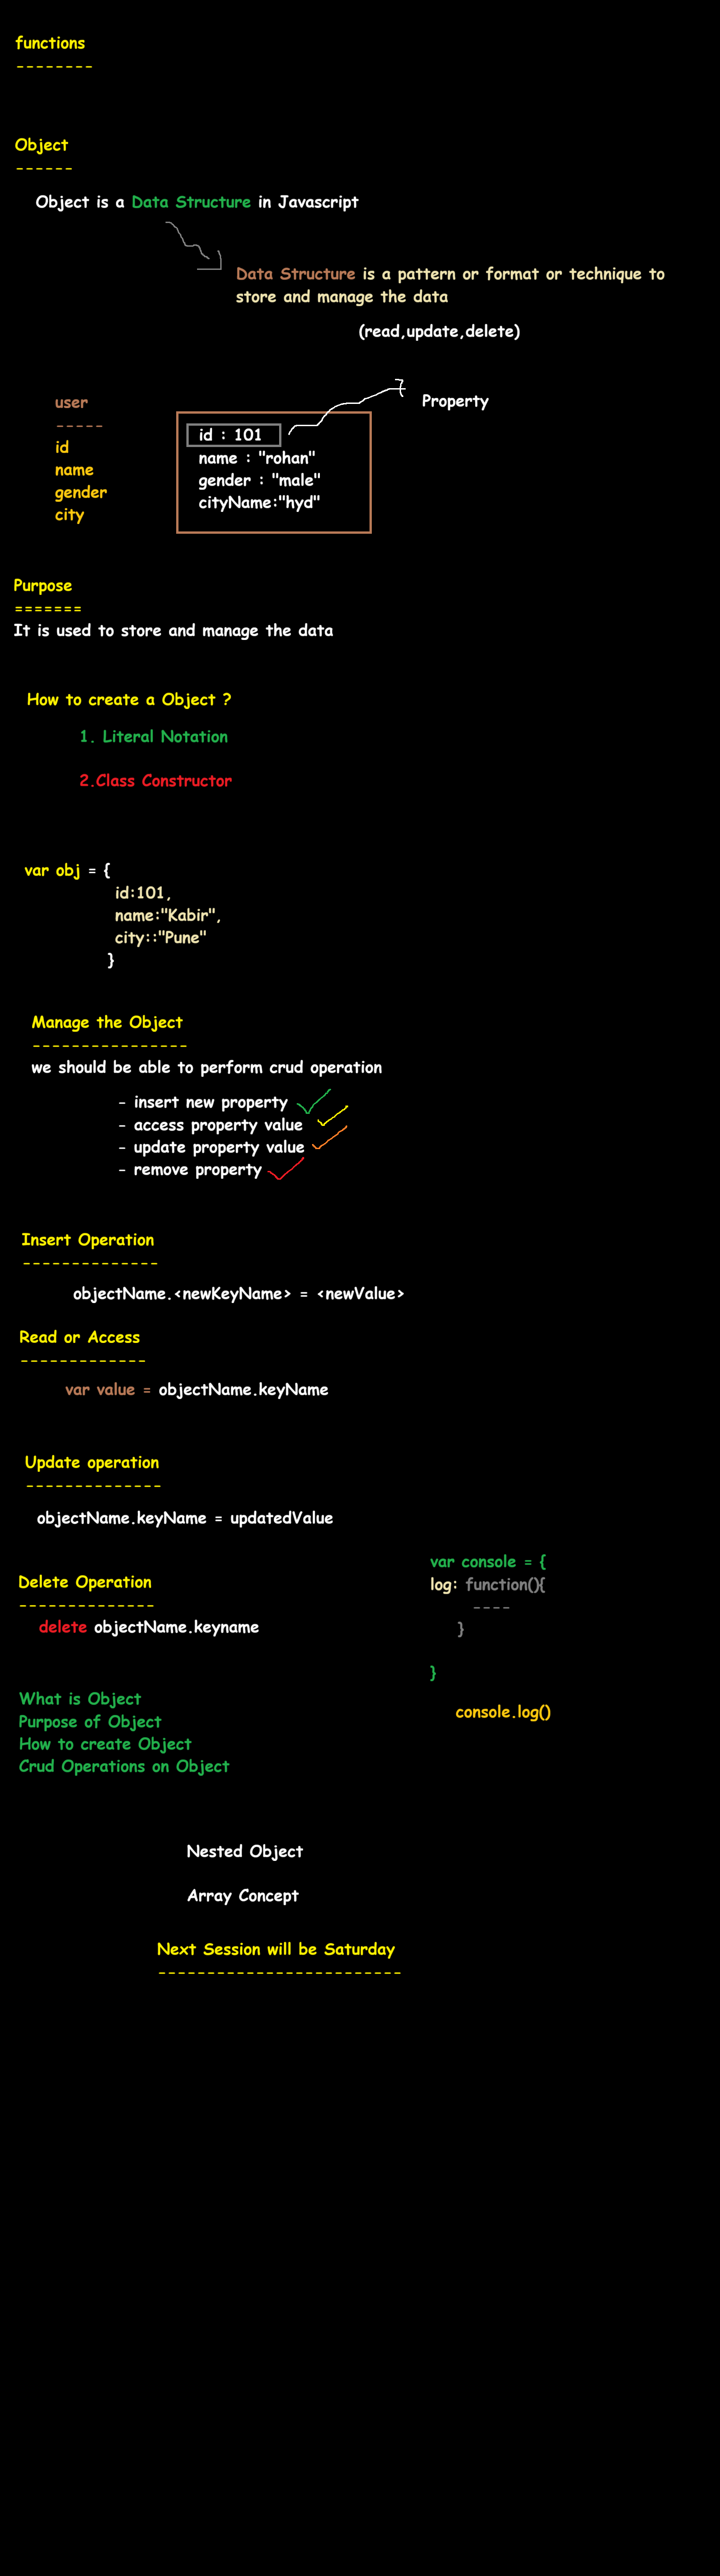 functions
--------
Object
------
Object is a Data Structure in Javascript
Data Structure is a pattern or format or technique to
store and manage the data
(read,update,delete)
user
-----
id
name
gender
city
id : 101
name : "rohan"
gender : "male"
cityName:"hyd"
Property
Purpose
=======
It is used to store and manage the data
How to create a Object ?
1. Literal Notation
2.Class Constructor
var obj = {
id:101,
name:"Kabir",
city::"Pune"
}
Manage the Object
----------------
we should be able to perform crud operation
- insert new property
- access property value
- update property value
- remove property
Insert Operation
--------------
objectName.<newKeyName> = <newValue>
Read or Access
-------------
var value = objectName.keyName
Update operation
--------------
objectName.keyName = updatedValue
Delete Operation
--------------
delete objectName.keyname
var console = {
log: function(){
----
}
}
console.log()
What is Object
Purpose of Object
How to create Object
Crud Operations on Object
Nested Object
Array Concept
Next Session will be Saturday
-------------------------